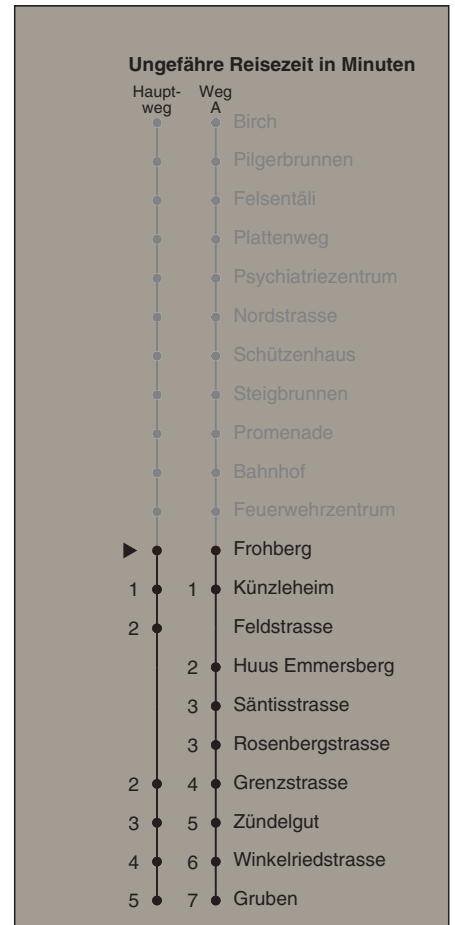 Ungefähre Reisezeit in Minuten
Haupt- Weg
weg A
Birch
Pilgerbrunnen
Felsentäli
Plattenweg
Psychiatriezentrum
Nordstrasse
Schützenhaus
Steigbrunnen
Promenade
Bahnhof
Feuerwehrzentrum
Frohberg
1 1 Künzleheim
2 Feldstrasse
2 Huus Emmersberg
3 Säntisstrasse
3 Rosenbergstrasse
2 4 Grenzstrasse
3 5 Zündelgut
4 6 Winkelriedstrasse
5 7 Gruben